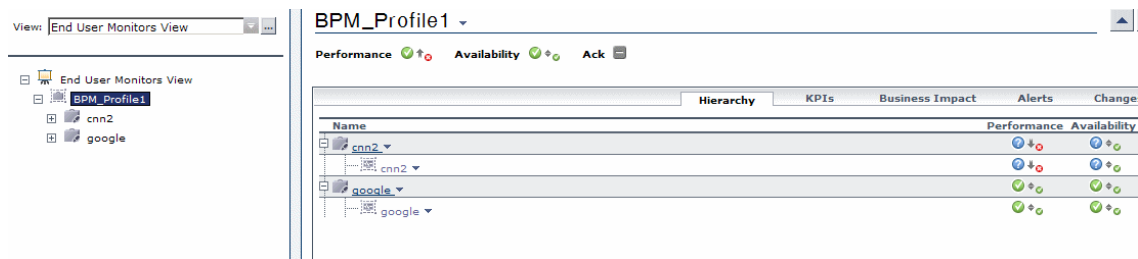 View: End User Monitors View ...
End User Monitors View
BPM_Profile1
cnn2
google
BPM_Profile1
Performance Availability Ack
Hierarchy KPIs Business Impact Alerts Change
Name Performance Availability
cnn2
cnn2
google
google